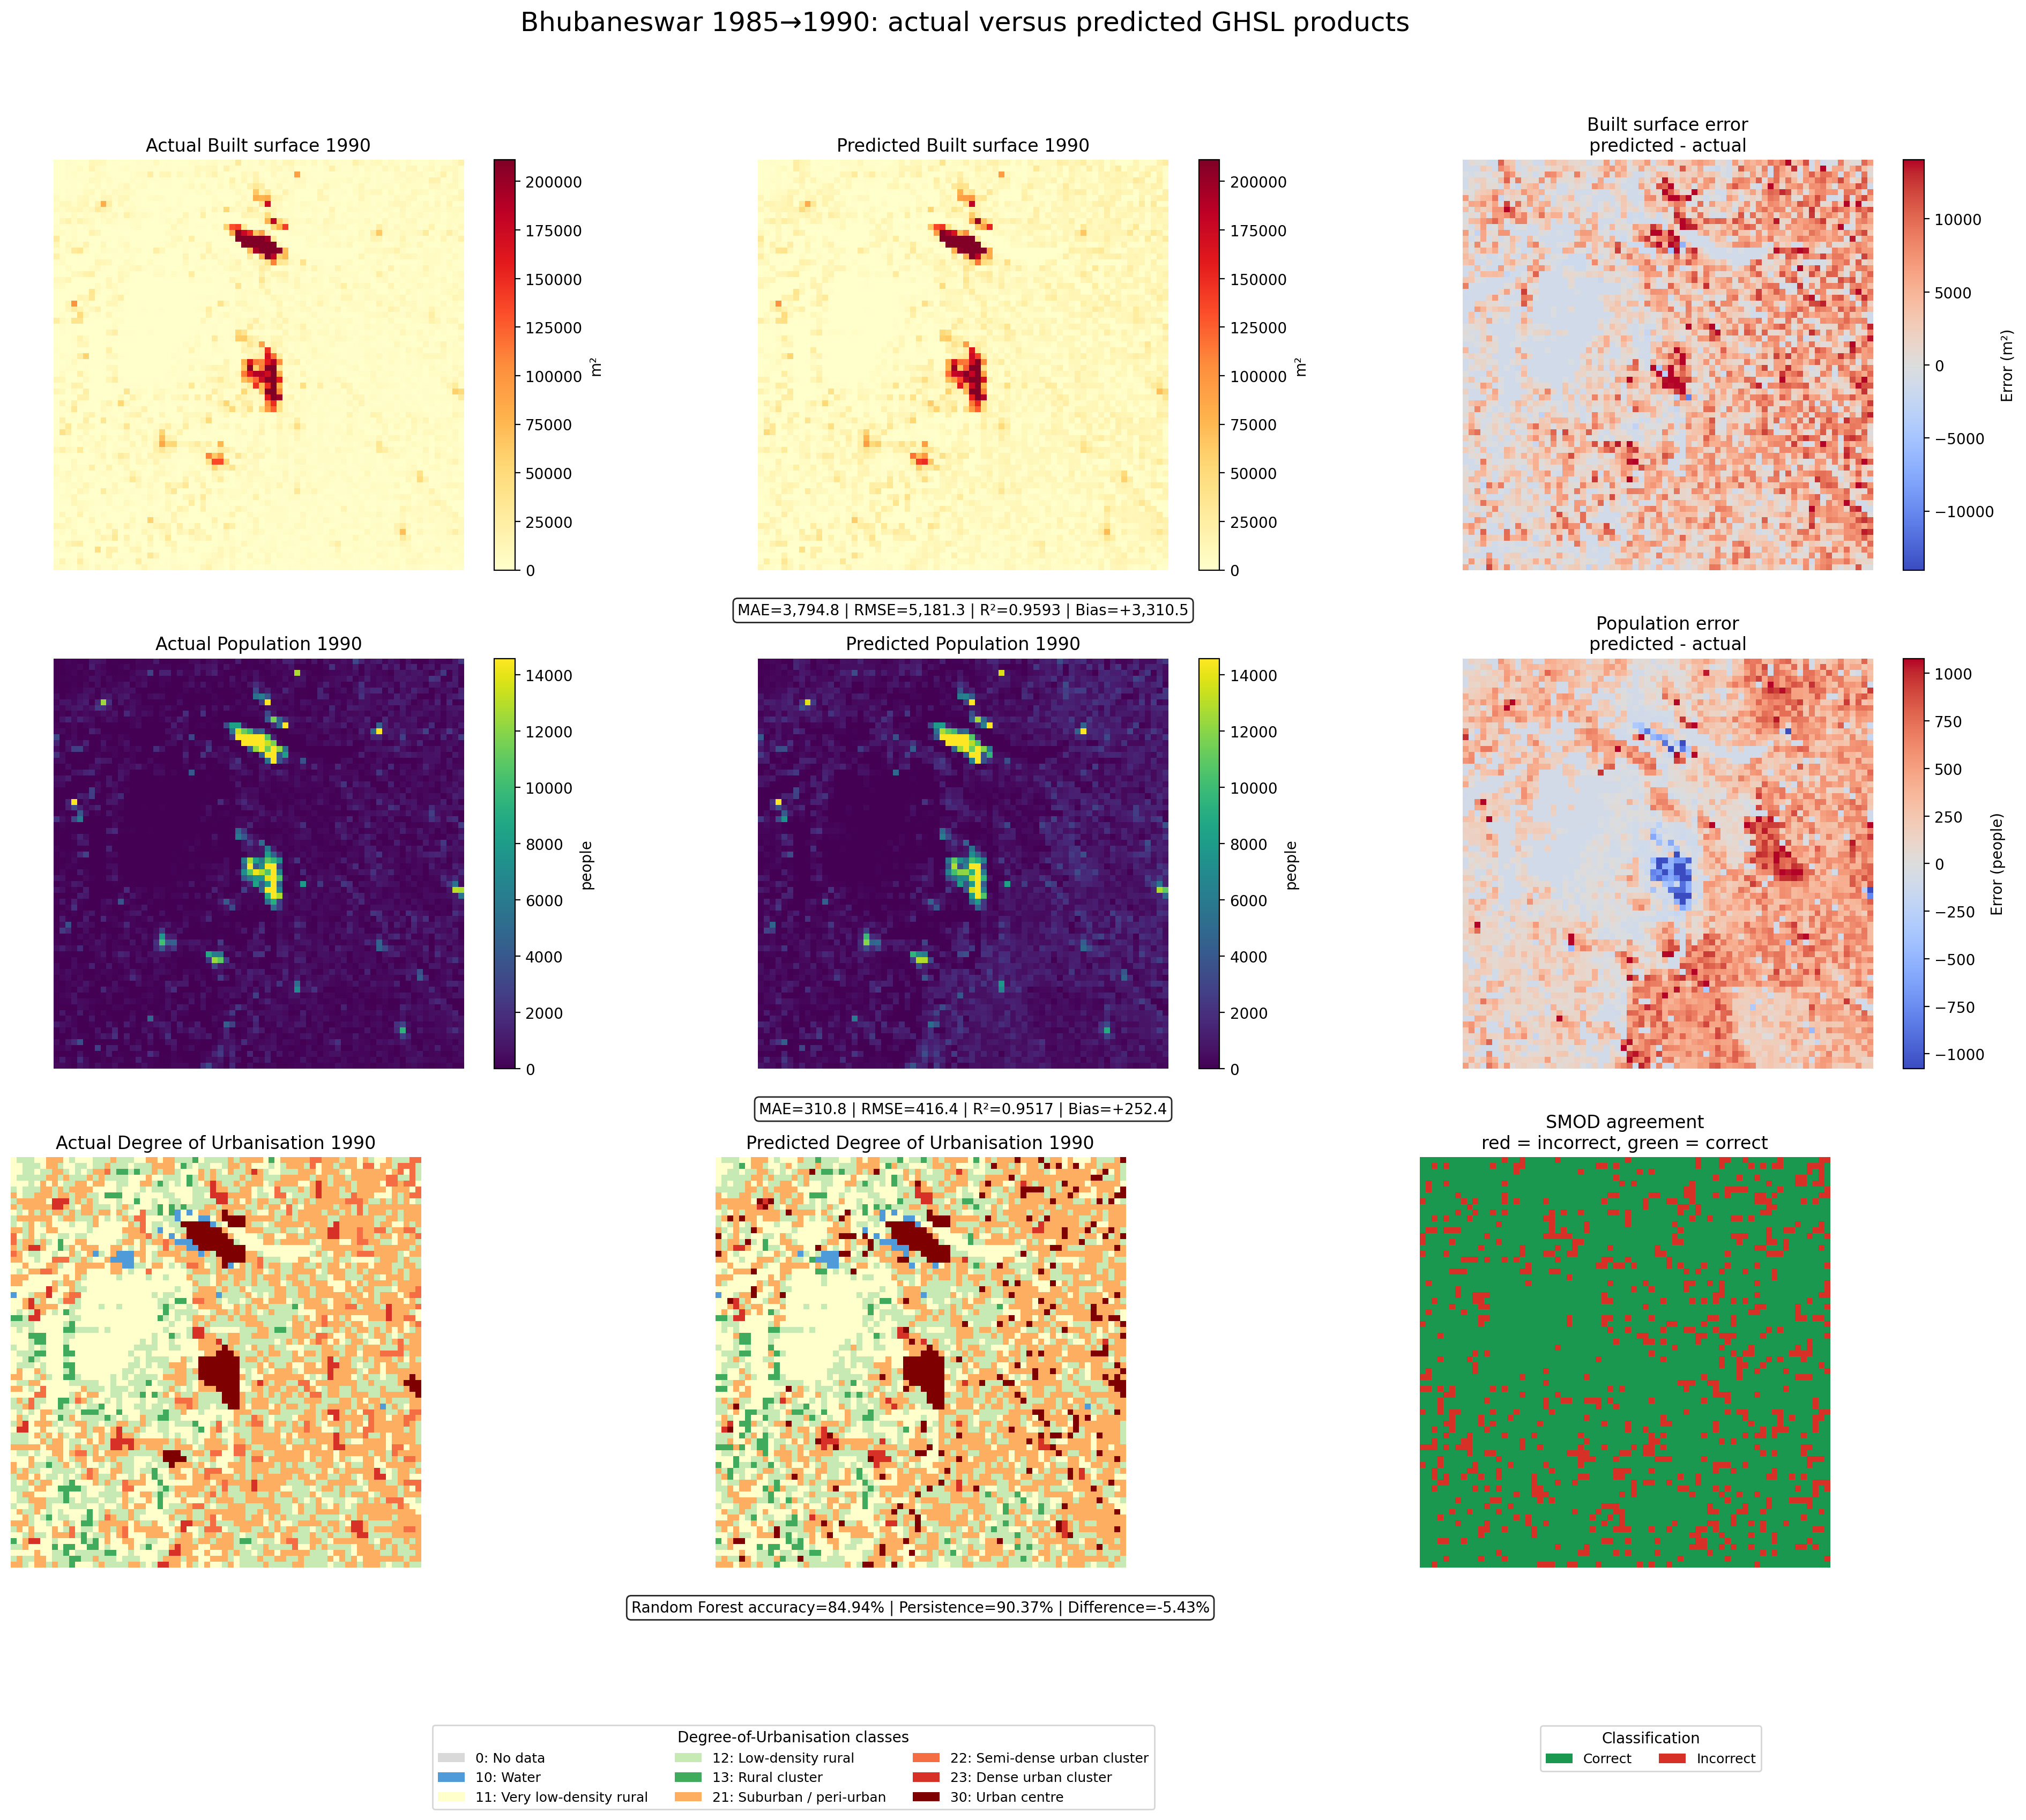 Bhubaneswar 1985→1990: actual versus predicted GHSL products
Actual Built surface 1990
Predicted Built surface 1990
Built surface error
predicted - actual
200000
175000
150000
125000
100000
75000
50000
25000
0
m²
200000
175000
150000
125000
100000
75000
50000
25000
0
m²
10000
5000
0
−5000
−10000
Error (m²)
MAE=3,794.8 | RMSE=5,181.3 | R²=0.9593 | Bias=+3,310.5
Actual Population 1990
Predicted Population 1990
Population error
predicted - actual
14000
12000
10000
8000
6000
4000
2000
0
people
14000
12000
10000
8000
6000
4000
2000
0
people
1000
750
500
250
0
−250
−500
−750
−1000
Error (people)
MAE=310.8 | RMSE=416.4 | R²=0.9517 | Bias=+252.4
Actual Degree of Urbanisation 1990
Predicted Degree of Urbanisation 1990
SMOD agreement
red = incorrect, green = correct
Random Forest accuracy=84.94% | Persistence=90.37% | Difference=-5.43%
Degree-of-Urbanisation classes
0: No data
10: Water
11: Very low-density rural
12: Low-density rural
13: Rural cluster
21: Suburban / peri-urban
22: Semi-dense urban cluster
23: Dense urban cluster
30: Urban centre
Classification
Correct
Incorrect